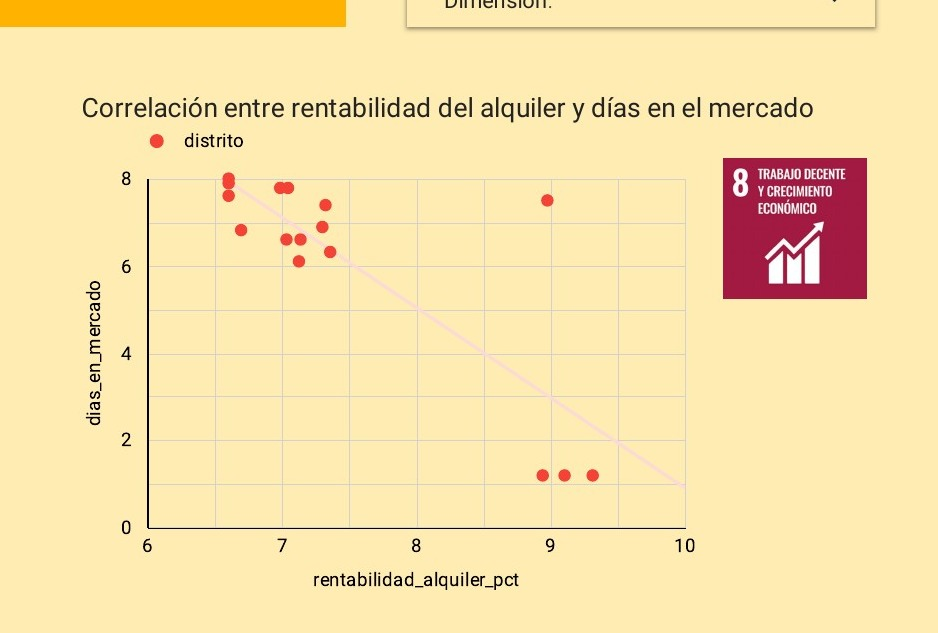 Dimensión:
Correlación entre rentabilidad del alquiler y días en el mercado
distrito
8
6
4
2
0
dias_en_mercado
6 7 8 9 10
rentabilidad_alquiler_pct
8 TRABAJO DECENTE
Y CRECIMIENTO
ECONÓMICO